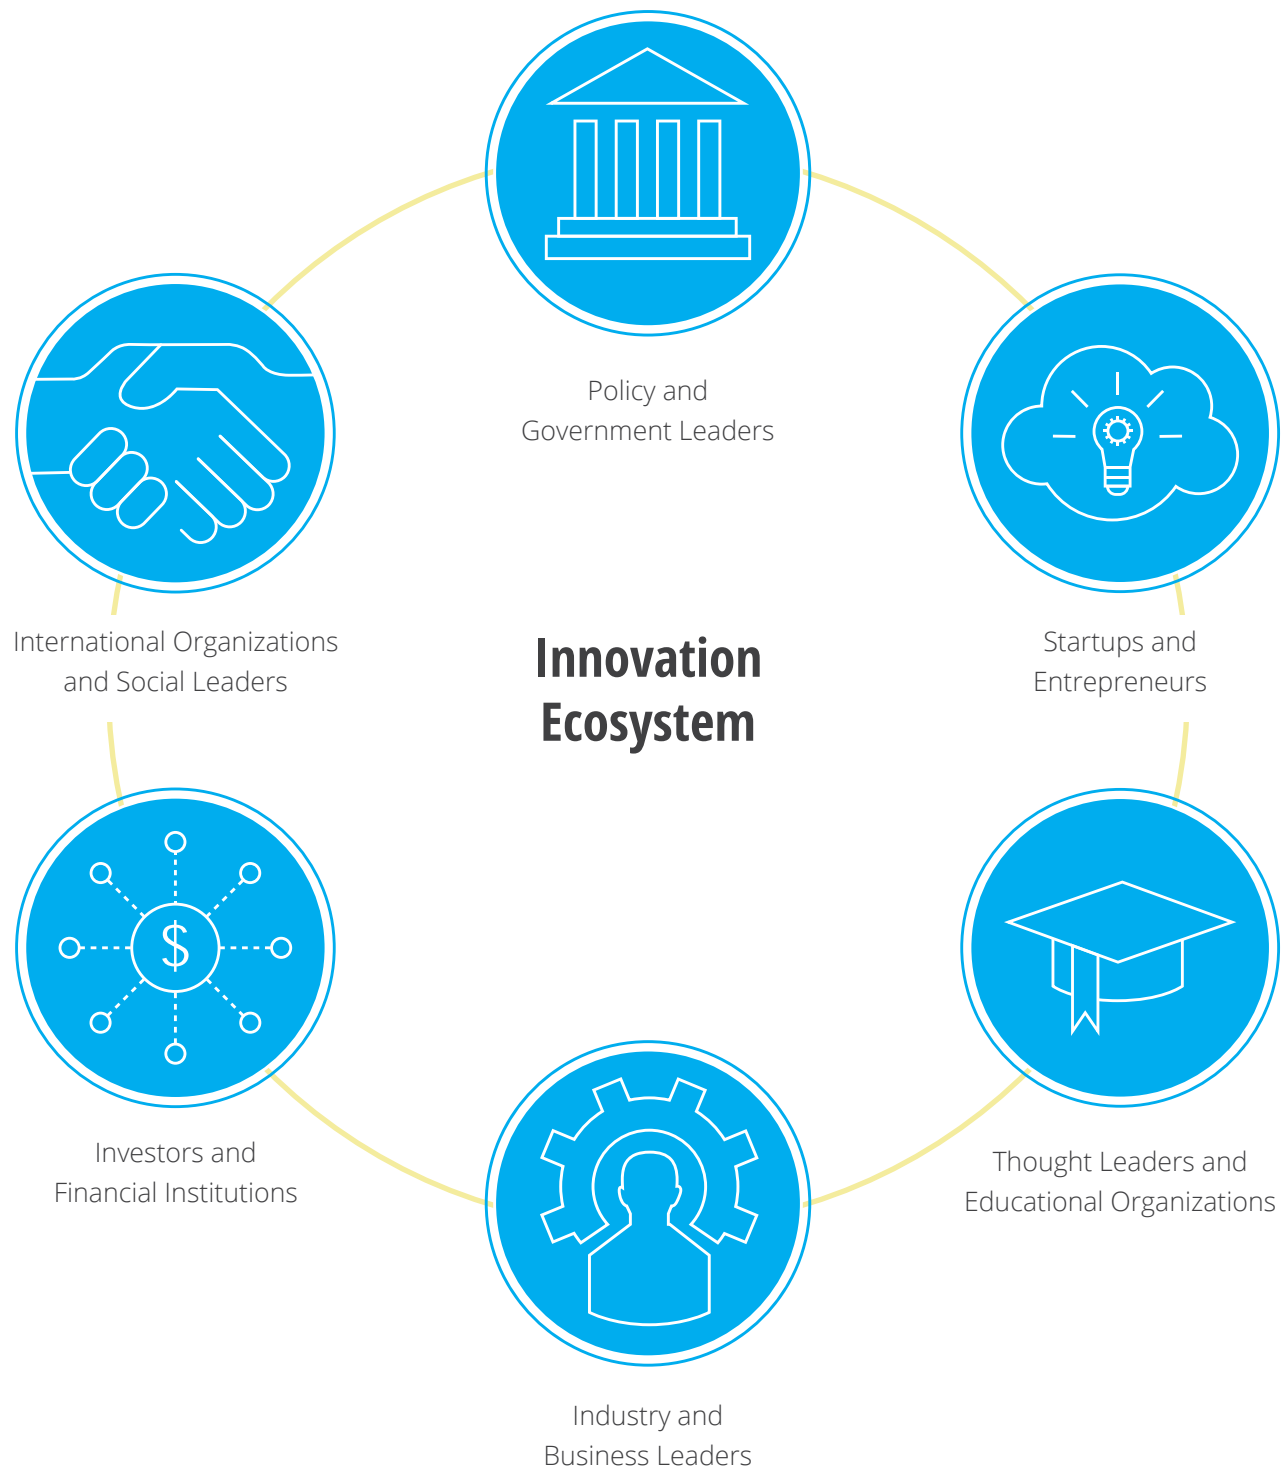 Policy and
Government Leaders
International Organizations
and Social Leaders
Innovation
Ecosystem
Startups and
Entrepreneurs
$
Investors and
Financial Institutions
Thought Leaders and
Educational Organizations
Industry and
Business Leaders